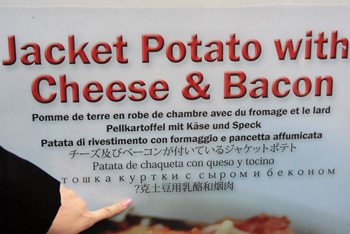 Jacket Potato with
Cheese & Bacon
Pomme de terre en robe de chambre avec du fromage et le lard
Pellkartoffel mit Käse und Speck
Patata di rivestimento con formaggio e pancetta affumicata
チーズ及びベーコンが付いているジャケットポテト
Patata de chaqueta con queso y tocino
тошка куртки с сыром и беконом
?克土豆用乳酪和烟肉